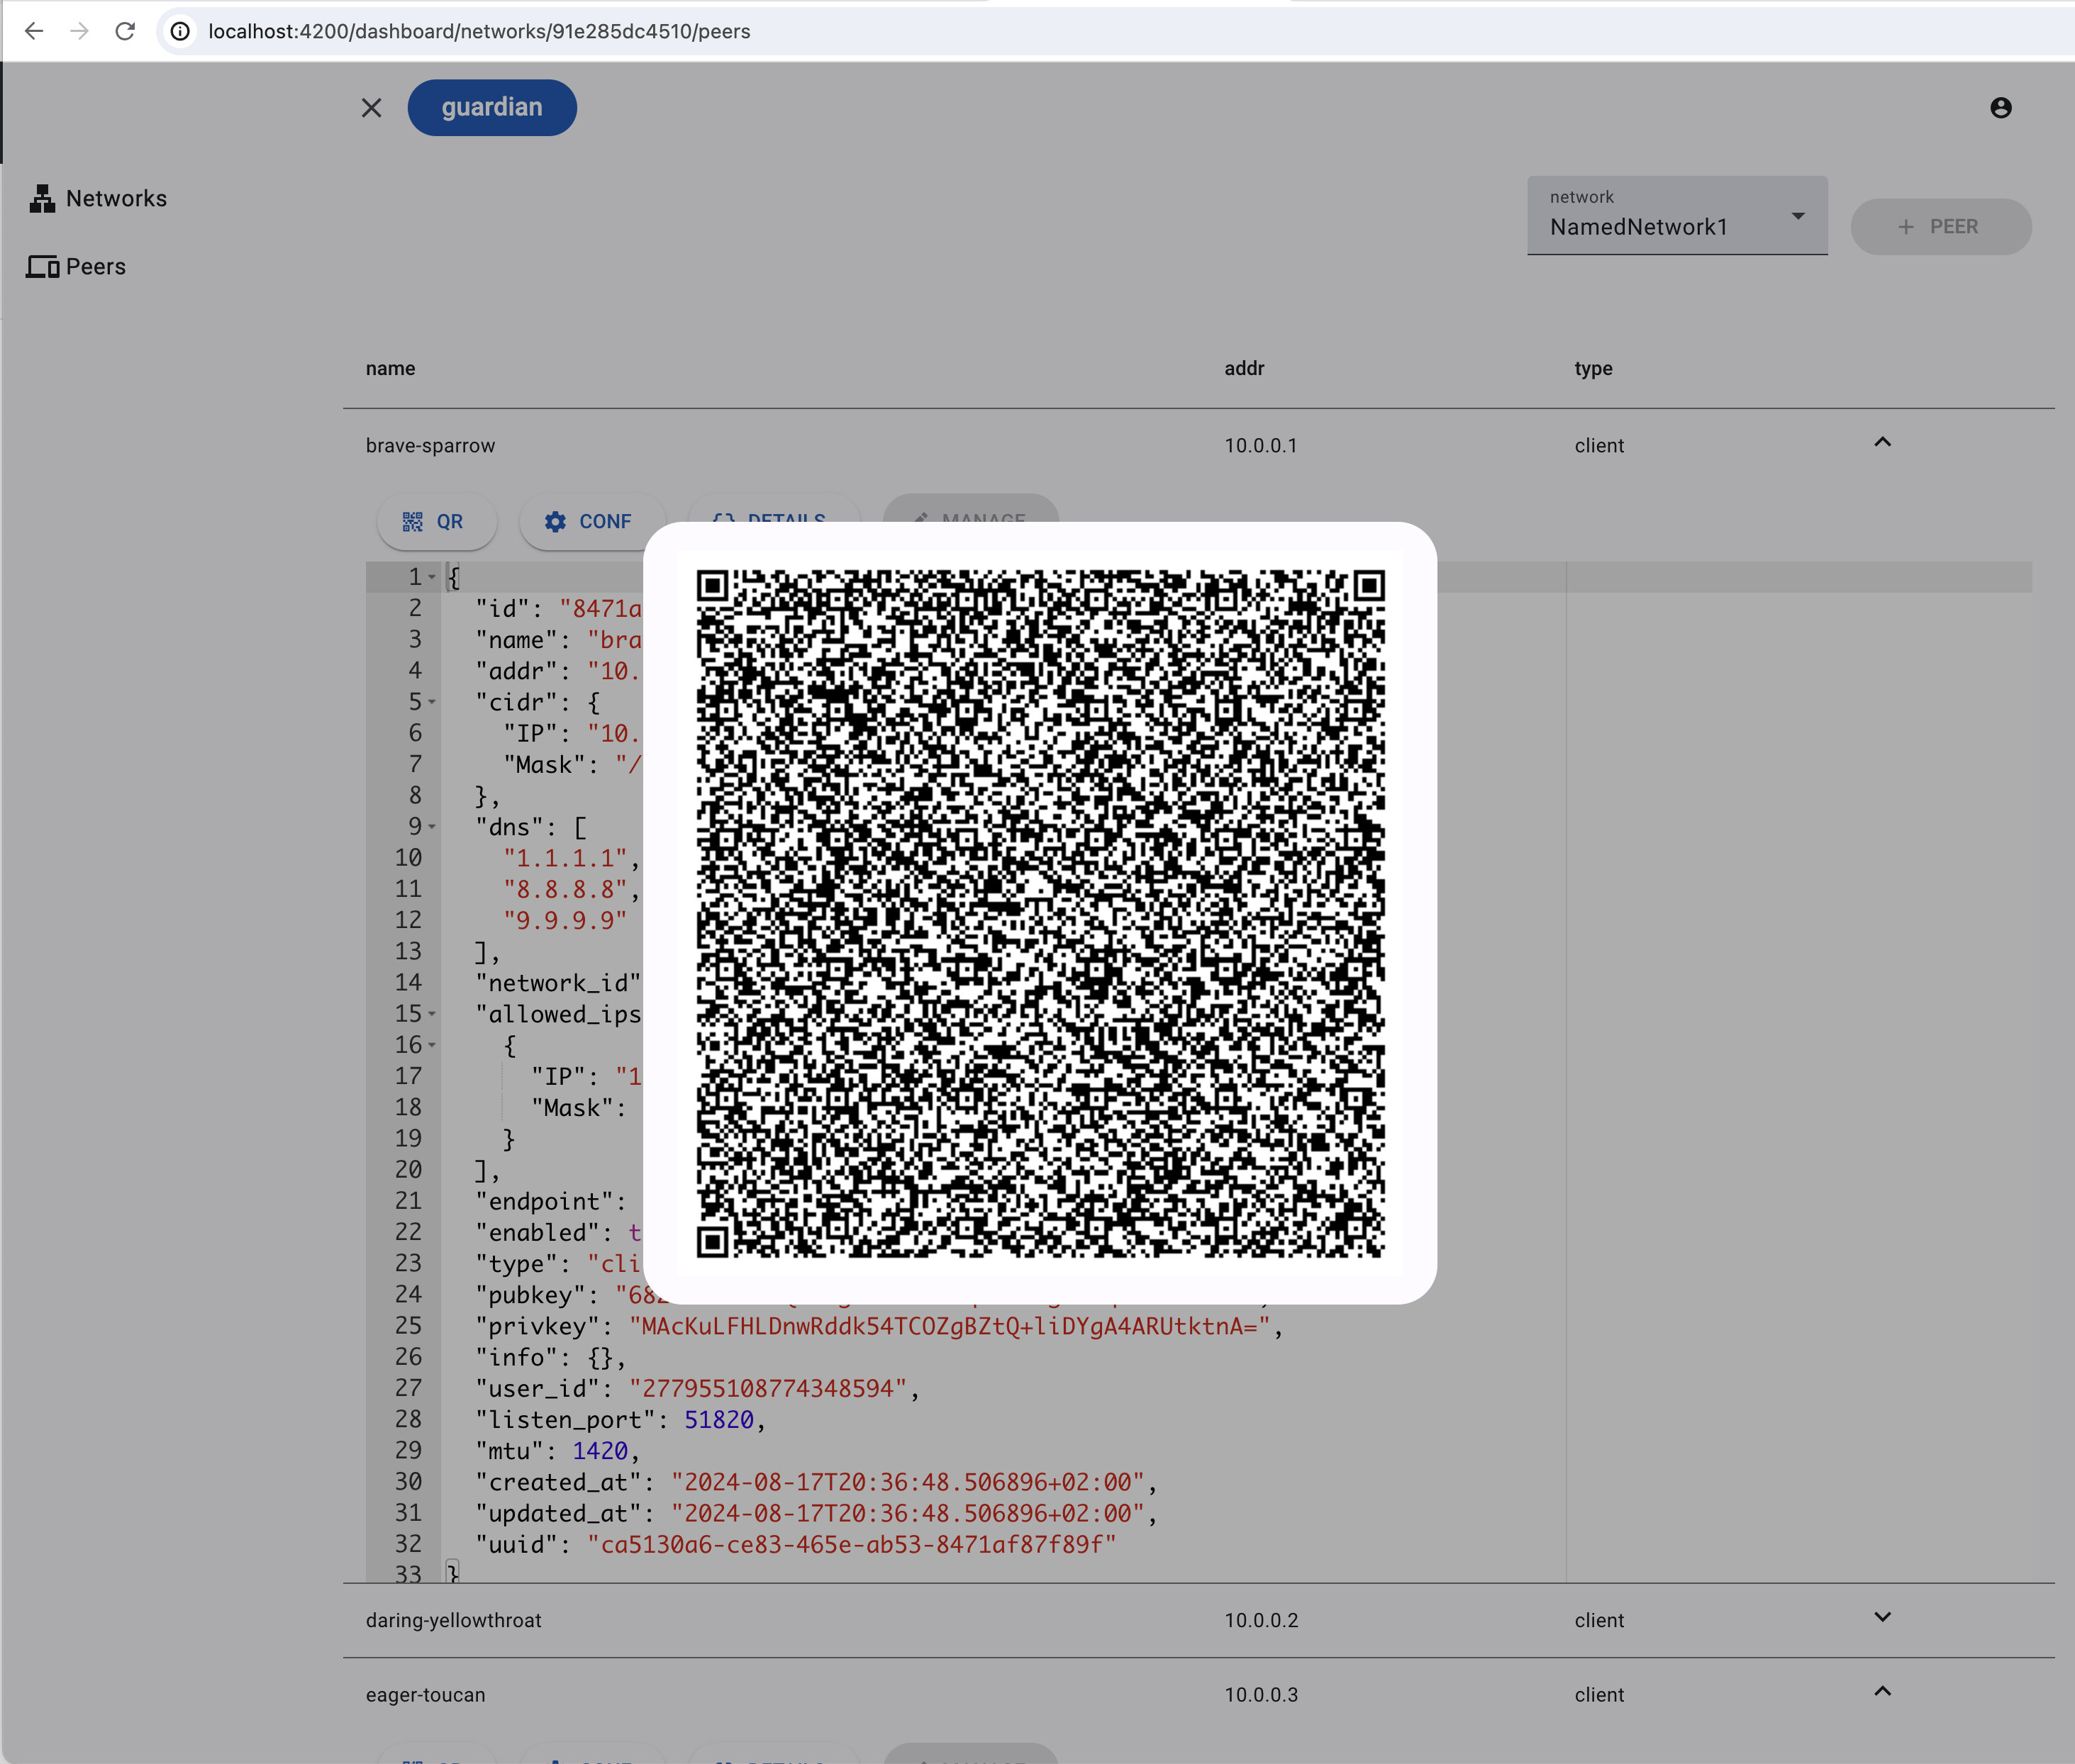 localhost:4200/dashboard/networks/91e285dc4510/peers
guardian
Networks
Peers
network
NamedNetwork1
+ PEER
name addr type
brave-sparrow 10.0.0.1 client
QR CONF DETAILS MANAGE
1 {
2 "id": "8471a
3 "name": "bra
4 "addr": "10.
5 "cidr": {
6 "IP": "10.
7 "Mask": "/
8 },
9 "dns": [
10 "1.1.1.1",
11 "8.8.8.8",
12 "9.9.9.9"
13 ],
14 "network_id"
15 "allowed_ips
16 {
17 "IP": "1
18 "Mask":
19 }
20 ],
21 "endpoint":
22 "enabled": t
23 "type": "cli
24 "pubkey": "682
25 "privkey": "MAcKuLFHLDnwRddk54TCOZgBZtQ+liDYgA4ARUtktnA=",
26 "info": {},
27 "user_id": "277955108774348594",
28 "listen_port": 51820,
29 "mtu": 1420,
30 "created_at": "2024-08-17T20:36:48.506896+02:00",
31 "updated_at": "2024-08-17T20:36:48.506896+02:00",
32 "uuid": "ca5130a6-ce83-465e-ab53-8471af87f89f"
33 }
daring-yellowthroat 10.0.0.2 client
eager-toucan 10.0.0.3 client